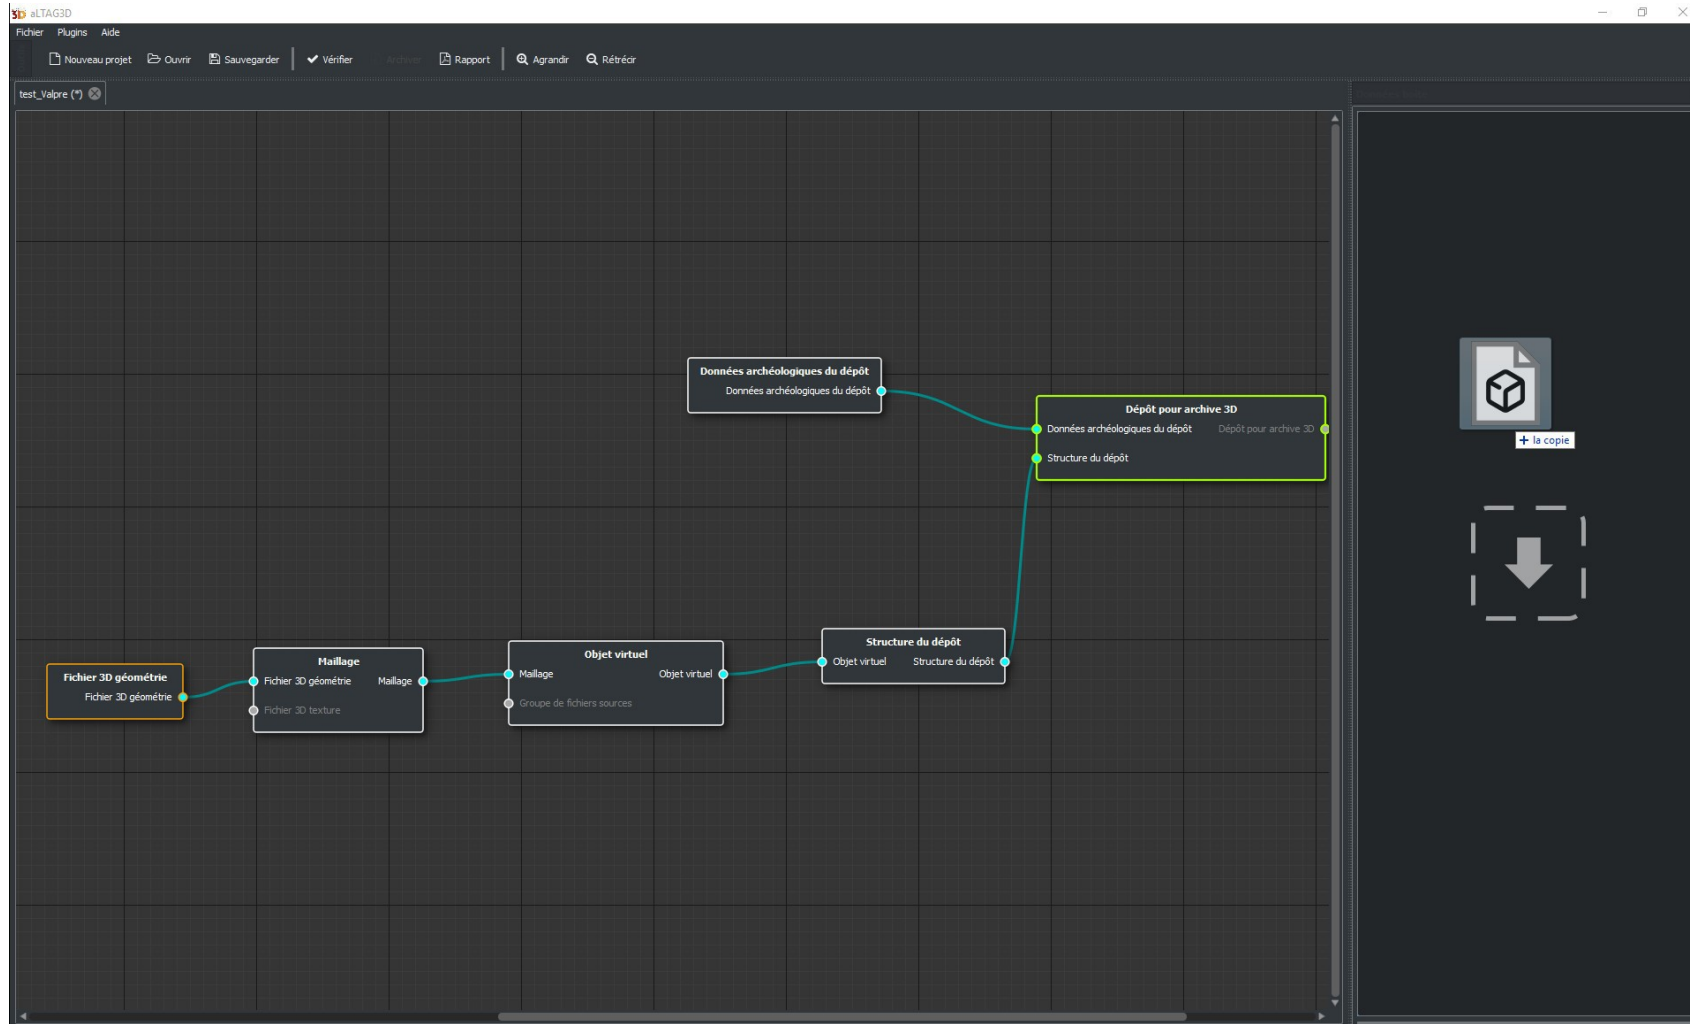 3D aLTAG3D
Fichier Plugins Aide
Nouveau projet Ouvrir Sauvegarder Vérifier Archiver Rapport Agrandir Rétrécir
test_Valpre (*)
Données archéologiques du dépôt
Données archéologiques du dépôt
Dépôt pour archive 3D
Données archéologiques du dépôt Dépôt pour archive 3D
Structure du dépôt
+ la copie
Fichier 3D géométrie
Fichier 3D géométrie
Maillage
Fichier 3D géométrie Maillage
Fichier 3D texture
Objet virtuel
Maillage Objet virtuel
Groupe de fichiers sources
Structure du dépôt
Objet virtuel Structure du dépôt